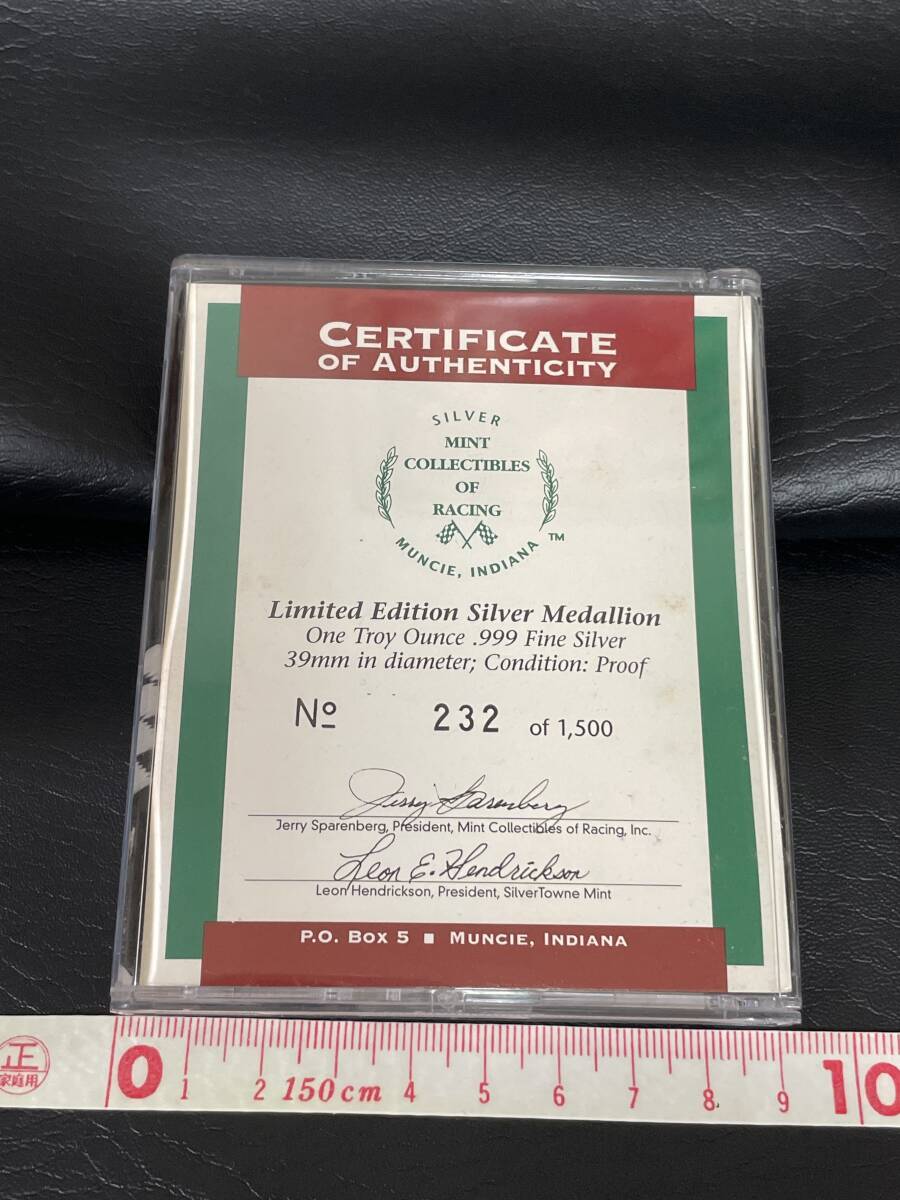 CERTIFICATE
OF AUTHENTICITY
SILVER
MINT
COLLECTIBLES
OF
RACING
MUNCIE, INDIANA
TM
Limited Edition Silver Medallion
One Troy Ounce .999 Fine Silver
39mm in diameter; Condition: Proof
No 232 of 1,500
Jerry Sparenberg
Jerry Sparenberg, President, Mint Collectibles of Racing, Inc.
Leon E. Hendrickson
Leon Hendrickson, President, SilverTowne Mint
P.O. BOX 5 ■ MUNCIE, INDIANA
正
家庭用
0 1 2 150cm 4 5 6 7 8 9 10